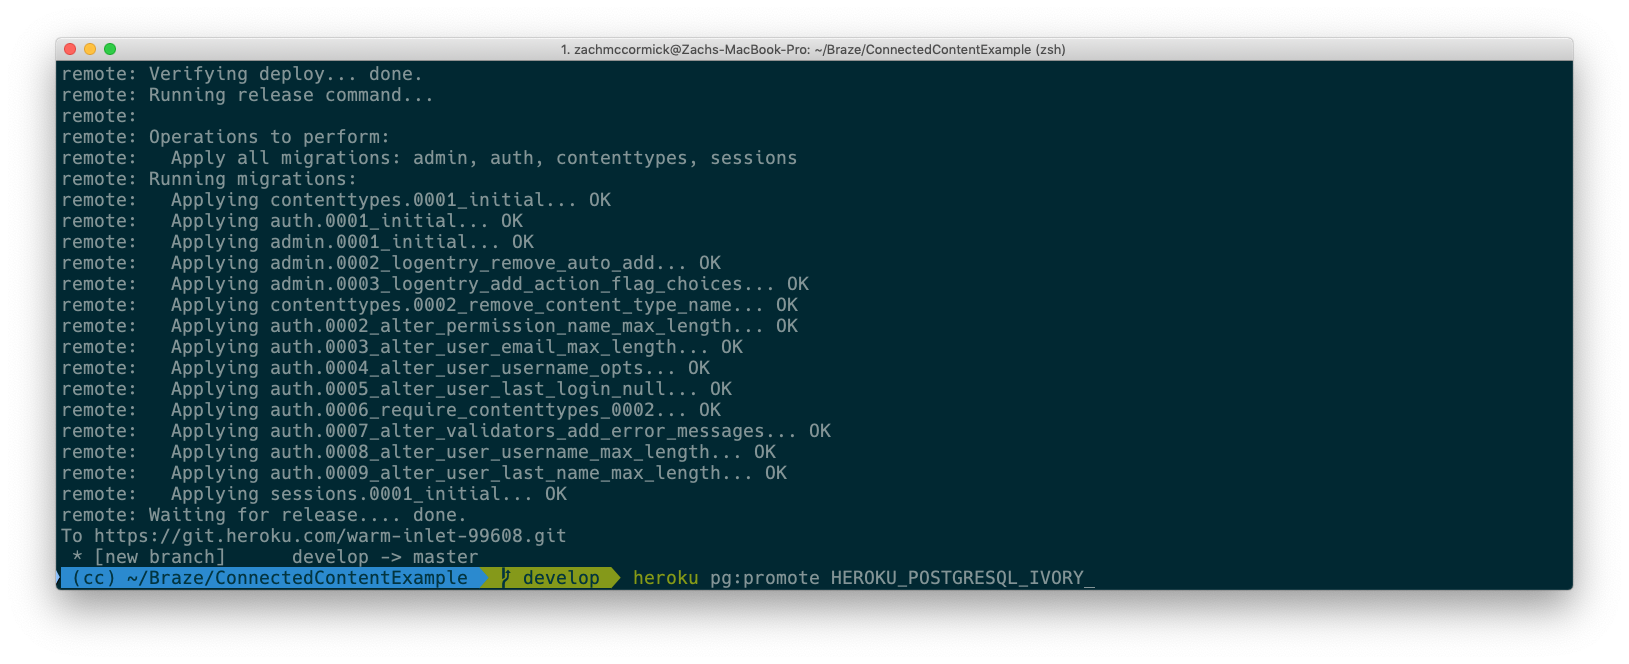 1. zachmccormick@Zachs-MacBook-Pro: ~/Braze/ConnectedContentExample (zsh)
remote: Verifying deploy... done.
remote: Running release command...
remote:
remote: Operations to perform:
remote:   Apply all migrations: admin, auth, contenttypes, sessions
remote: Running migrations:
remote:   Applying contenttypes.0001_initial... OK
remote:   Applying auth.0001_initial... OK
remote:   Applying admin.0001_initial... OK
remote:   Applying admin.0002_logentry_remove_auto_add... OK
remote:   Applying admin.0003_logentry_add_action_flag_choices... OK
remote:   Applying contenttypes.0002_remove_content_type_name... OK
remote:   Applying auth.0002_alter_permission_name_max_length... OK
remote:   Applying auth.0003_alter_user_email_max_length... OK
remote:   Applying auth.0004_alter_user_username_opts... OK
remote:   Applying auth.0005_alter_user_last_login_null... OK
remote:   Applying auth.0006_require_contenttypes_0002... OK
remote:   Applying auth.0007_alter_validators_add_error_messages... OK
remote:   Applying auth.0008_alter_user_username_max_length... OK
remote:   Applying auth.0009_alter_user_last_name_max_length... OK
remote:   Applying sessions.0001_initial... OK
remote: Waiting for release.... done.
To https://git.heroku.com/warm-inlet-99608.git
 * [new branch]      develop -> master
(cc) ~/Braze/ConnectedContentExample develop heroku pg:promote HEROKU_POSTGRESQL_IVORY_